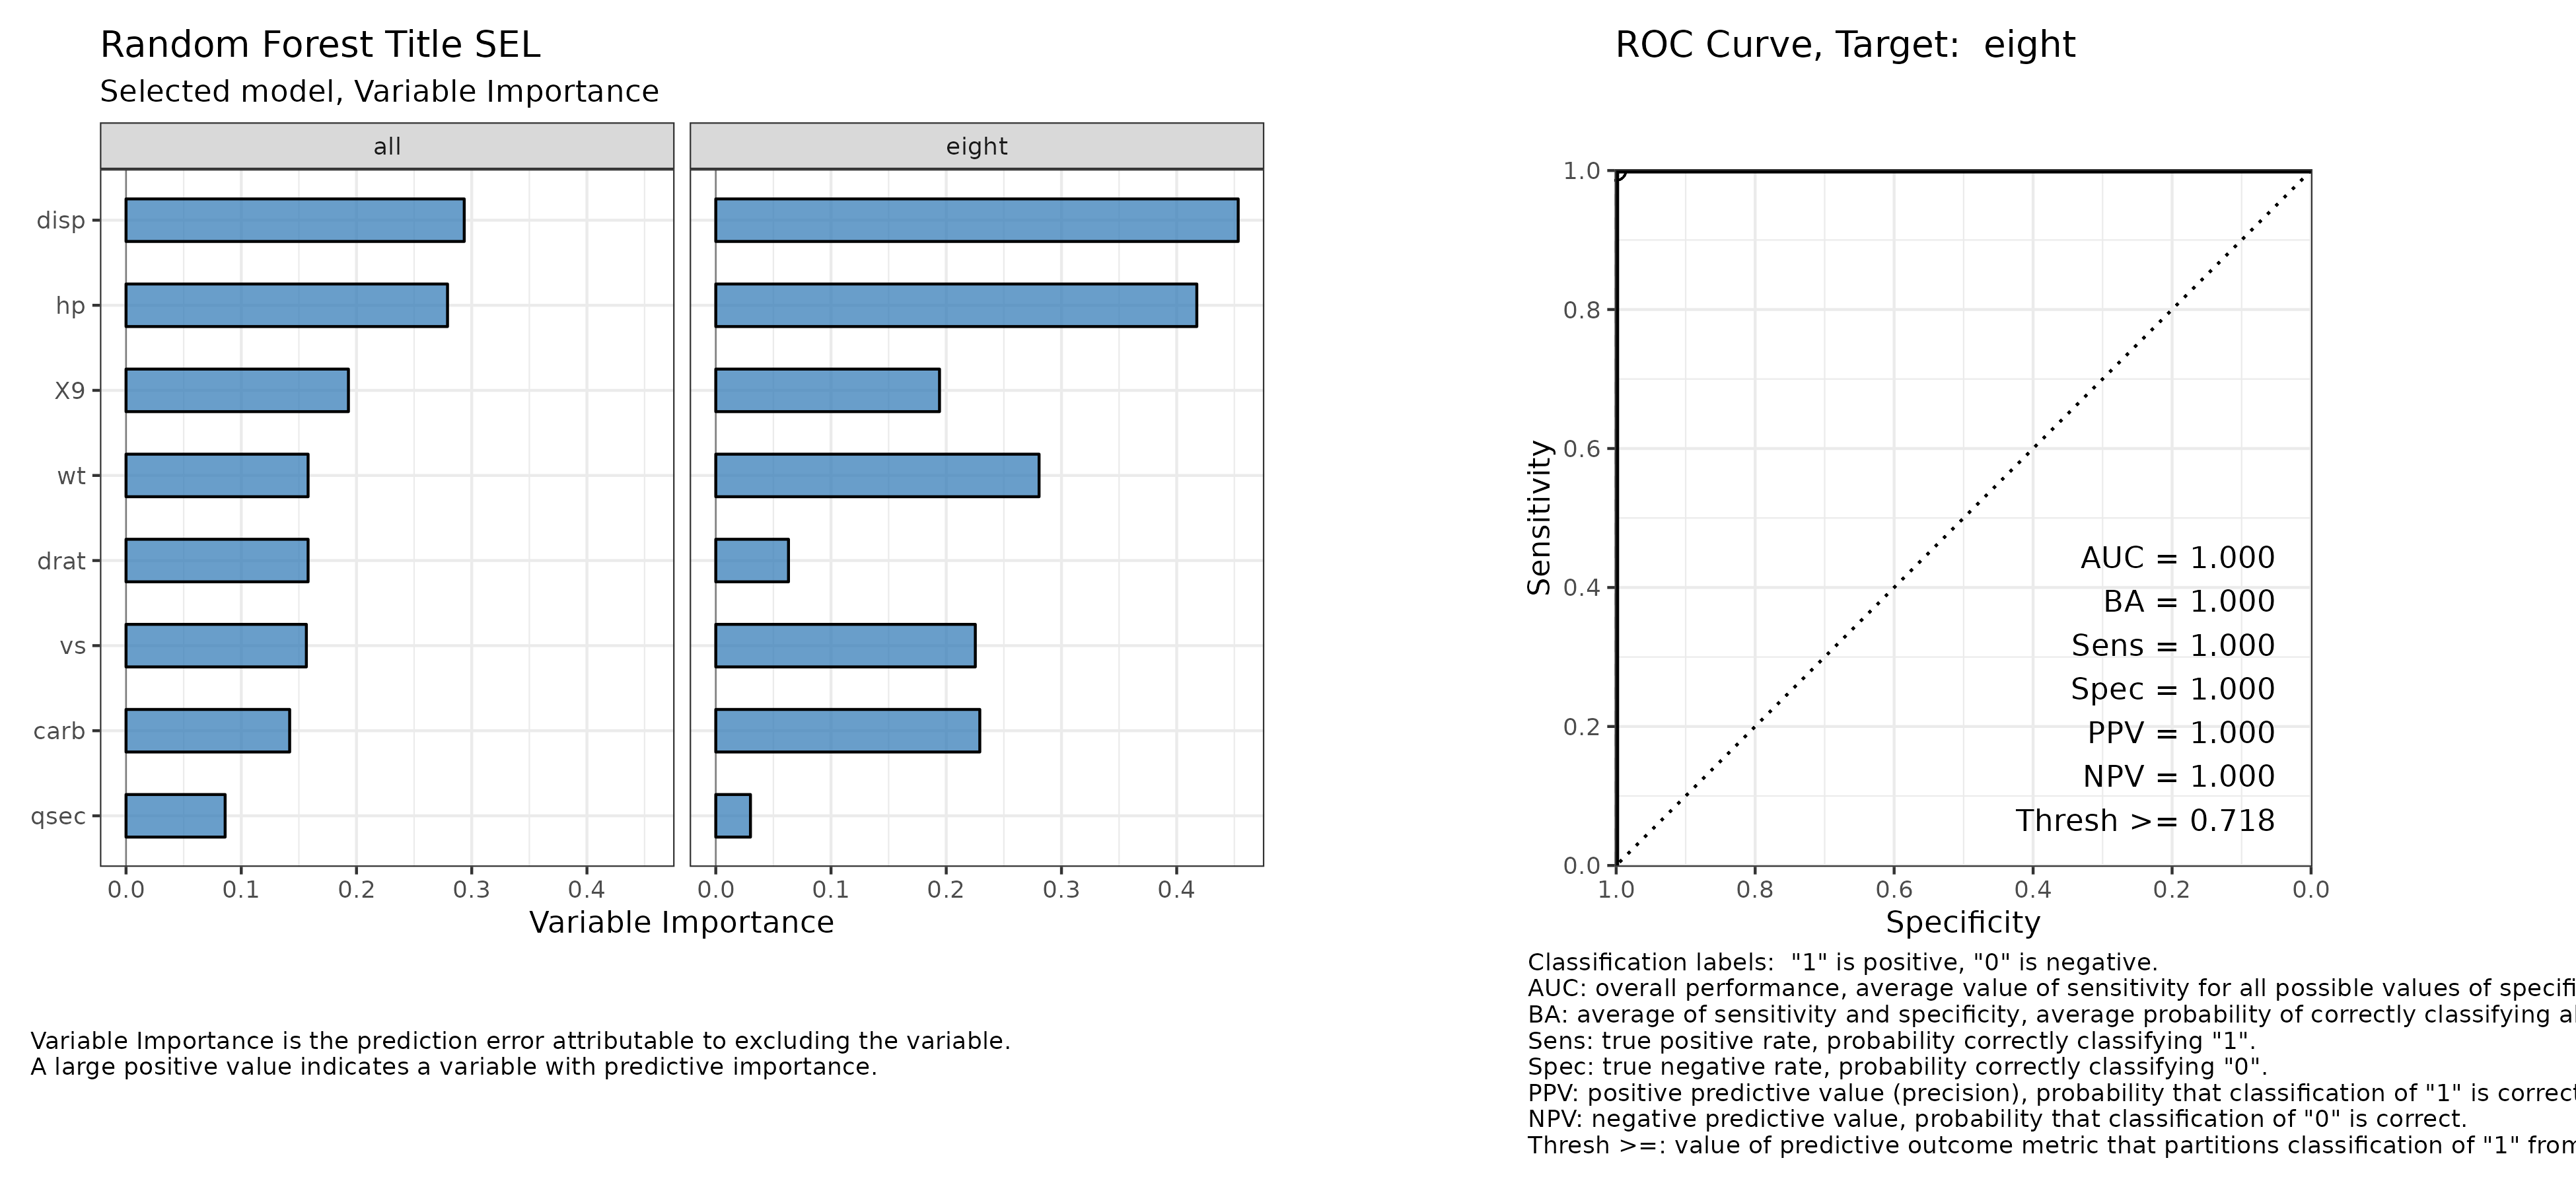 Random Forest Title SEL
Selected model, Variable Importance
all
eight
disp
hp
X9
wt
drat
vs
carb
qsec
0.0 0.1 0.2 0.3 0.4
0.0 0.1 0.2 0.3 0.4
Variable Importance
Variable Importance is the prediction error attributable to excluding the variable.
A large positive value indicates a variable with predictive importance.
ROC Curve, Target:  eight
1.0
0.8
0.6
0.4
0.2
0.0
Sensitivity
AUC = 1.000
BA = 1.000
Sens = 1.000
Spec = 1.000
PPV = 1.000
NPV = 1.000
Thresh >= 0.718
1.0 0.8 0.6 0.4 0.2 0.0
Specificity
Classification labels:  "1" is positive, "0" is negative.
AUC: overall performance, average value of sensitivity for all possible values of
BA: average of sensitivity and specificity, average probability of correctly classifying
Sens: true positive rate, probability correctly classifying "1".
Spec: true negative rate, probability correctly classifying "0".
PPV: positive predictive value (precision), probability that classification of "1" is correct
NPV: negative predictive value, probability that classification of "0" is correct.
Thresh >=: value of predictive outcome metric that partitions classification of "1" from